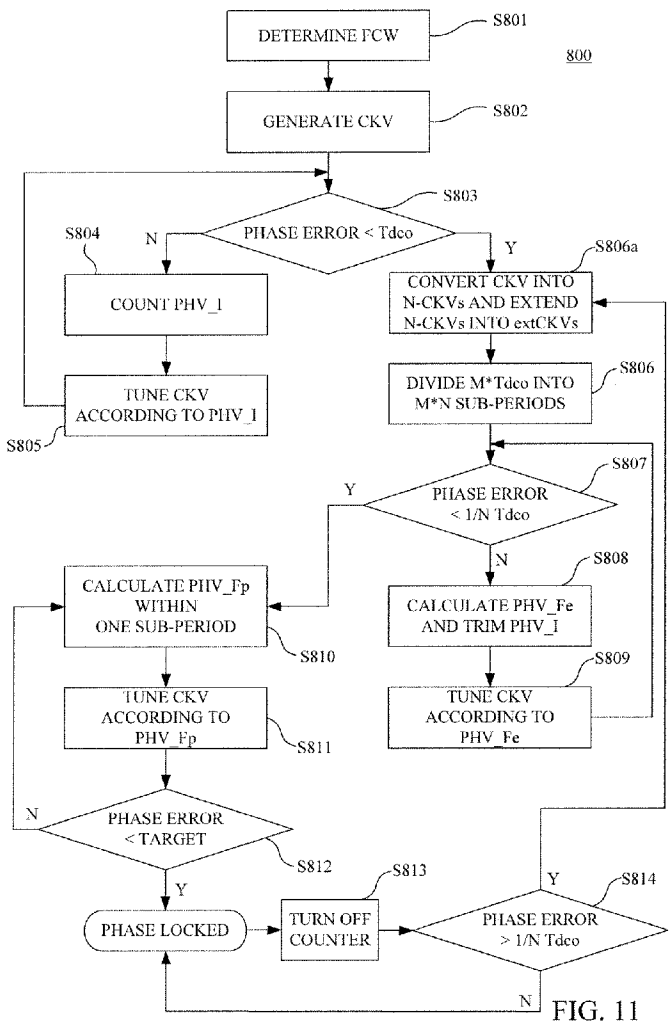 S801
DETERMINE FCW
800
S802
GENERATE CKV
S803
PHASE ERROR < Tdco
N
Y
S804
COUNT PHV_I
S806a
CONVERT CKV INTO
N-CKVs AND EXTEND
N-CKVs INTO extCKVs
TUNE CKV
ACCORDING TO PHV_I
S805
S806
DIVIDE M*Tdco INTO
M*N SUB-PERIODS
S807
PHASE ERROR
< 1/N Tdco
Y
N
S808
CALCULATE PHV_Fe
AND TRIM PHV_I
CALCULATE PHV_Fp
WITHIN
ONE SUB-PERIOD
S810
S809
TUNE CKV
ACCORDING TO
PHV_Fe
TUNE CKV
ACCORDING TO
PHV_Fp
S811
N
PHASE ERROR
< TARGET
S812
Y
PHASE LOCKED
S813
TURN OFF
COUNTER
Y
S814
PHASE ERROR
> 1/N Tdco
N
FIG. 11